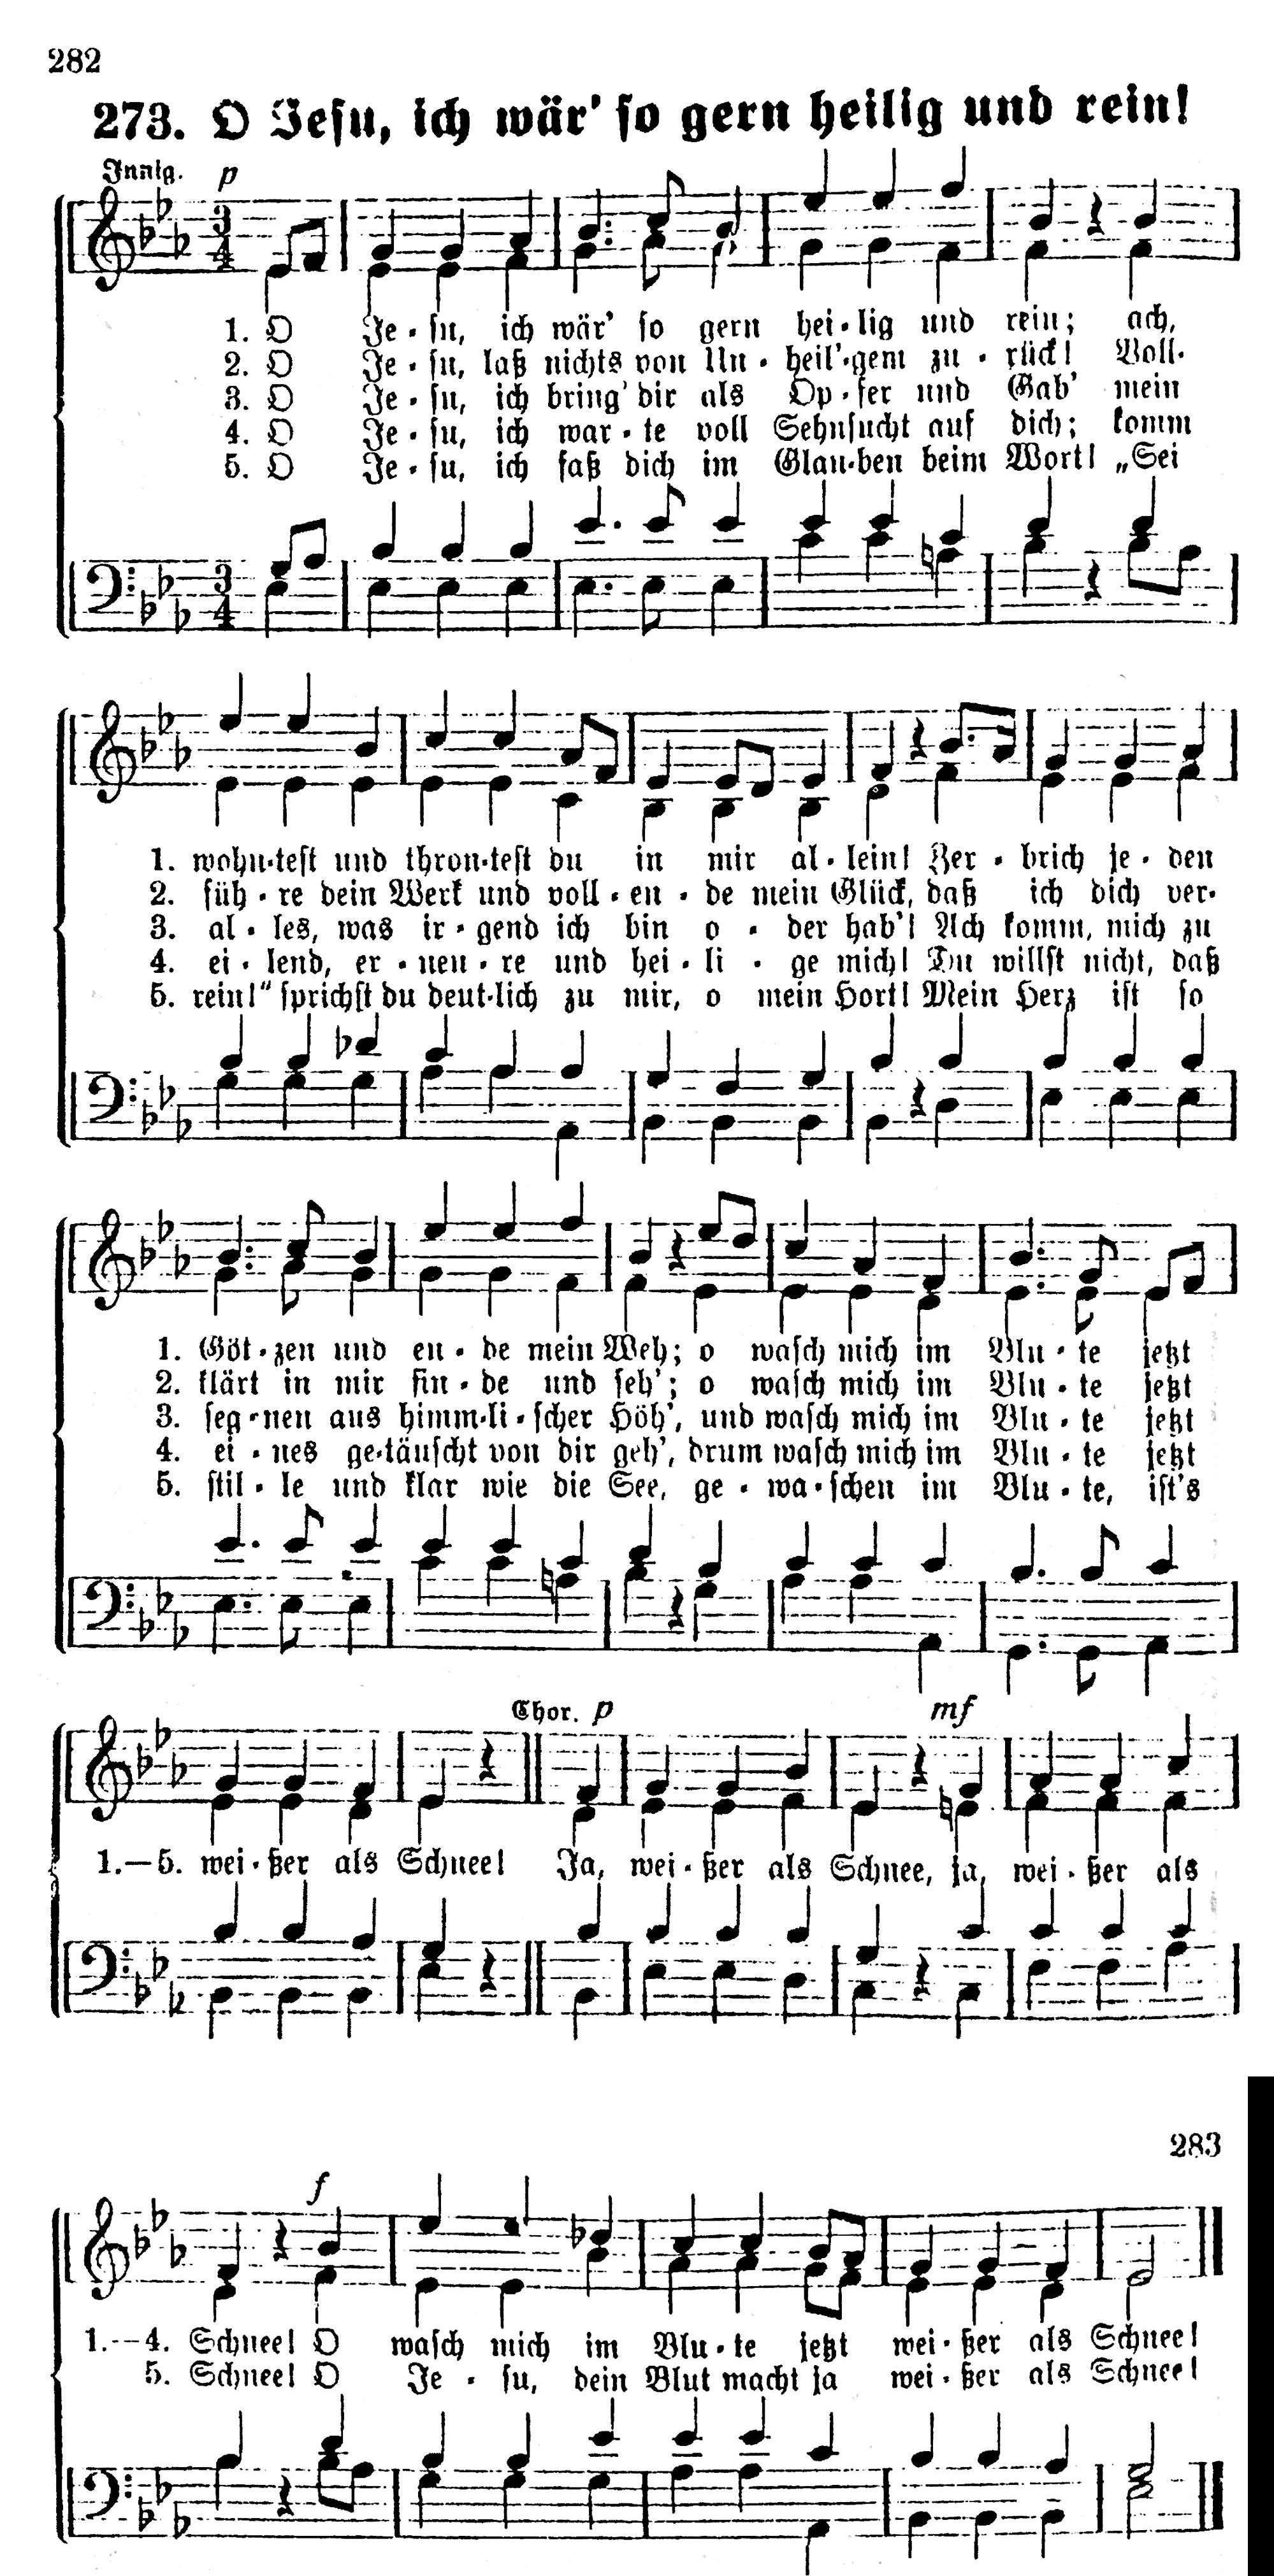 282
273. O Jesu, ich wär' so gern heilig und rein!
Innig. p
1. O Je-su, ich wär' so gern hei-lig und rein; ach,
2. O Je-su, laß nichts von Un-heil'-gem zu-rück! Voll-
3. O Je-su, ich bring' dir als Op-fer und Gab' mein
4. O Je-su, ich war-te voll Sehnsucht auf dich; komm
5. O Je-su, ich faß dich im Glau-ben beim Wort! „Sei
1. wohn-test und thron-test du in mir al-lein! Zer-brich je-den
2. füh-re dein Werk und voll-en-de mein Glück, daß ich dich ver-
3. al-les, was ir-gend ich bin o-der hab'! Ach komm, mich zu
4. ei-lend, er-neu-re und hei-li-ge mich! Du willst nicht, daß
5. rein!“ sprichst du deut-lich zu mir, o mein Hort! Mein Herz ist so
1. Göt-zen und en-de mein Weh; o wasch mich im Blu-te jetzt
2. klärt in mir fin-de und seh'; o wasch mich im Blu-te jetzt
3. seg-nen aus himm-li-scher Höh', und wasch mich im Blu-te jetzt
4. ei-nes ge-täuscht von dir geh', drum wasch mich im Blu-te jetzt
5. stil-le und klar wie die See, ge-wa-schen im Blu-te, ist's
Chor. p mf
1.—5. wei-ßer als Schnee! Ja, wei-ßer als Schnee, ja, wei-ßer als
283
f
1.—4. Schnee! O wasch mich im Blu-te jetzt wei-ßer als Schnee!
5. Schnee! O Je-su, dein Blut macht ja wei-ßer als Schnee!